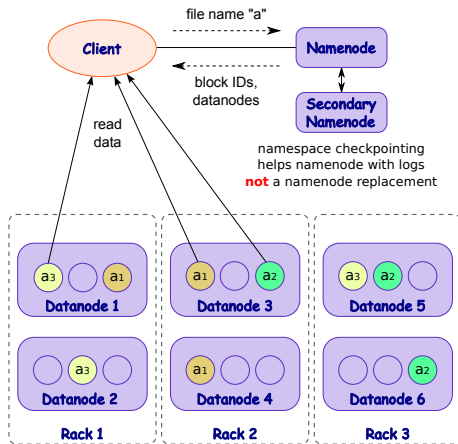 file name "a"
Client
Namenode
block IDs,
datanodes
Secondary
Namenode
read
data
namespace checkpointing
helps namenode with logs
not a namenode replacement
a3 a1
Datanode 1
a1 a2
Datanode 3
a3 a2
Datanode 5
a3
Datanode 2
a1
Datanode 4
a2
Datanode 6
Rack 1
Rack 2
Rack 3